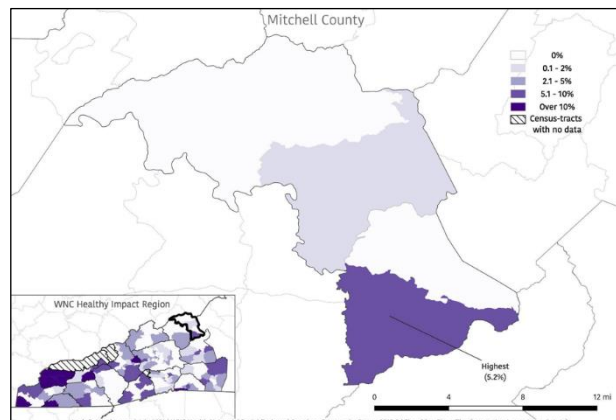 Mitchell County
0%
0.1 - 2%
2.1 - 5%
5.1 - 10%
Over 10%
Census-tracts
with no data
WNC Healthy Impact Region
Highest
(5.2%)
0
4
8
12 mi